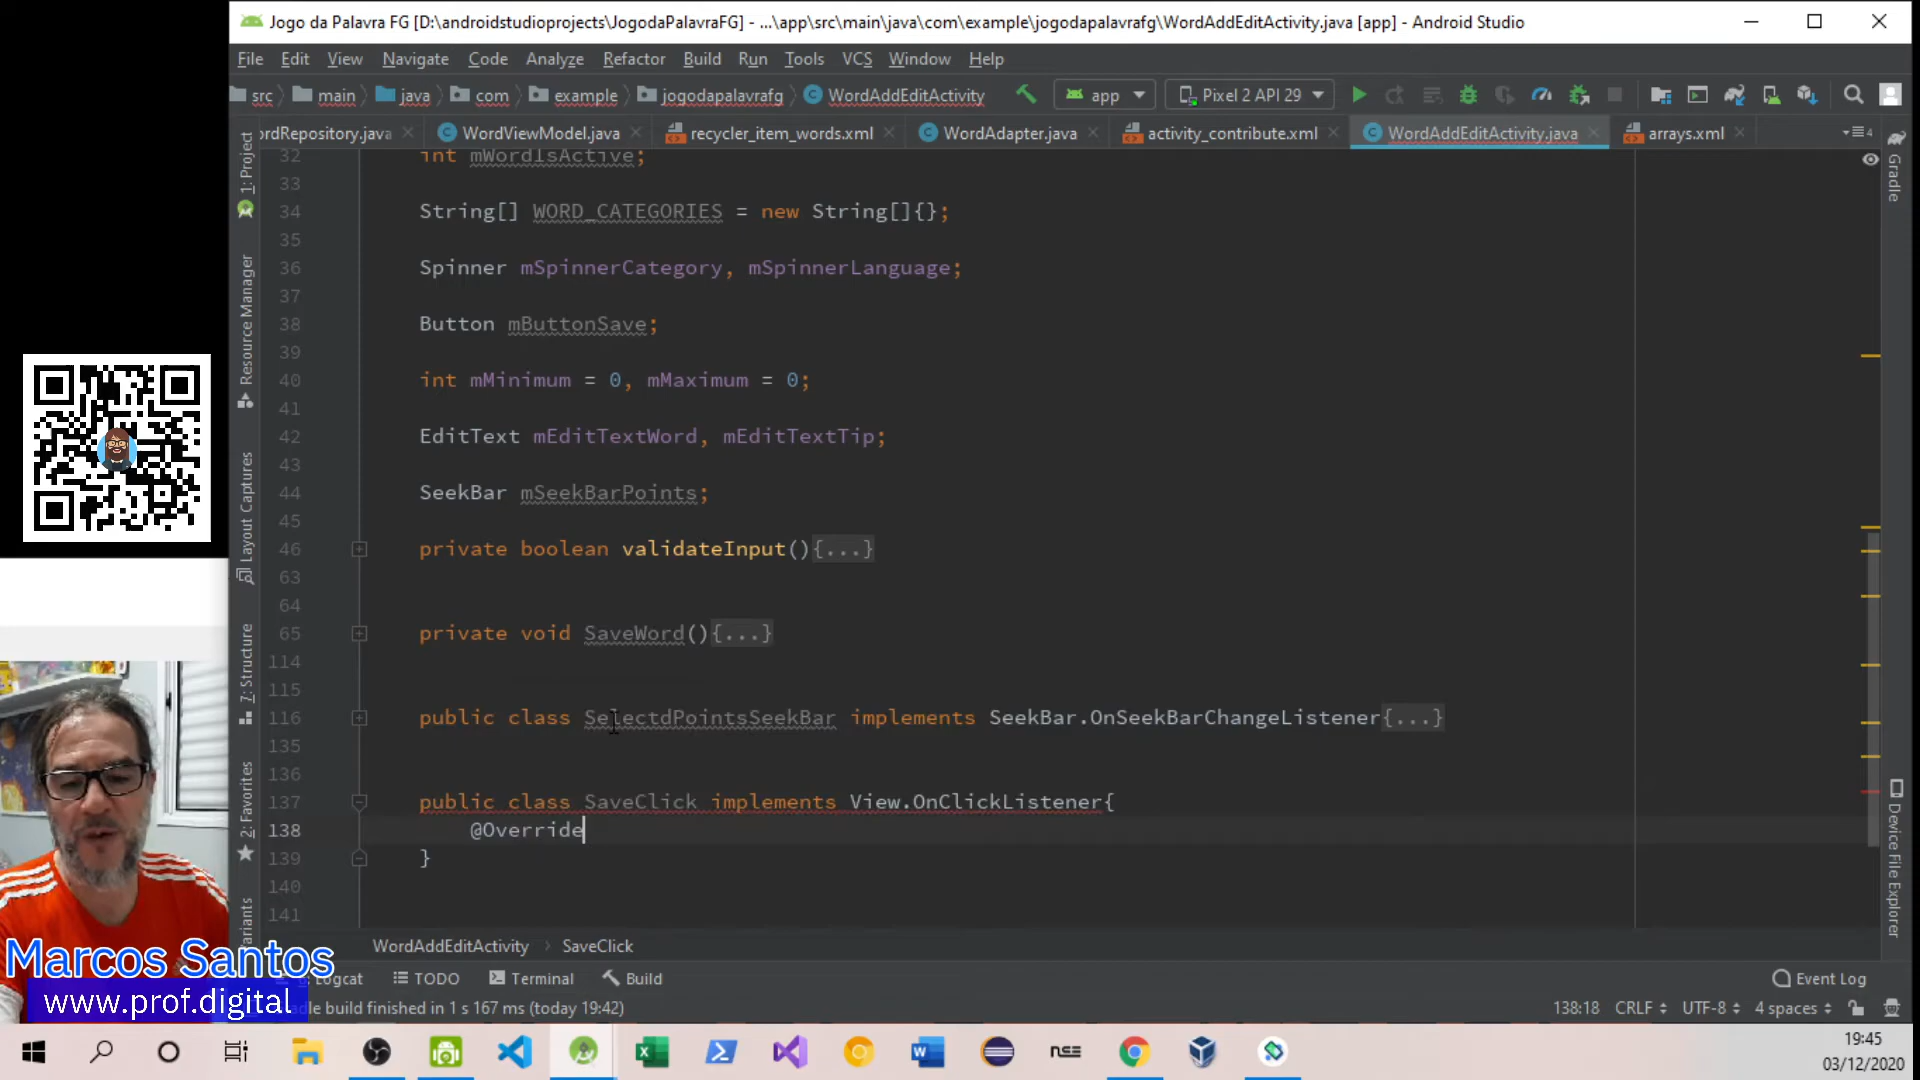 Jogo da Palavra FG [D:\androidstudioprojects\JogodaPalavraFG] - ...\app\src\main\java\com\example\jogodapalavrafg\WordAddEditActivity.java [app] - Android Studio
File Edit View Navigate Code Analyze Refactor Build Run Tools VCS Window Help
src main java com example jogodapalavrafg WordAddEditActivity app Pixel 2 API 29
ordRepository.java WordViewModel.java recycler_item_words.xml WordAdapter.java activity_contribute.xml WordAddEditActivity.java arrays.xml 4
1: Project
Resource Manager
Layout Captures
7: Structure
2: Favorites
ariants
Gradle
Device File Explorer
32 int mWordIsActive;
33
34 String[] WORD_CATEGORIES = new String[]{};
35
36 Spinner mSpinnerCategory, mSpinnerLanguage;
37
38 Button mButtonSave;
39
40 int mMinimum = 0, mMaximum = 0;
41
42 EditText mEditTextWord, mEditTextTip;
43
44 SeekBar mSeekBarPoints;
45
46 private boolean validateInput(){...}
63
64
65 private void SaveWord(){...}
114
115
116 public class SelectdPointsSeekBar implements SeekBar.OnSeekBarChangeListener{...}
135
136
137 public class SaveClick implements View.OnClickListener{
138 @Override
139 }
140
141
WordAddEditActivity SaveClick
Logcat TODO Terminal Build Event Log
dle build finished in 1 s 167 ms (today 19:42) 138:18 CRLF UTF-8 4 spaces
Marcos Santos
www.prof.digital
NSE
19:45
03/12/2020